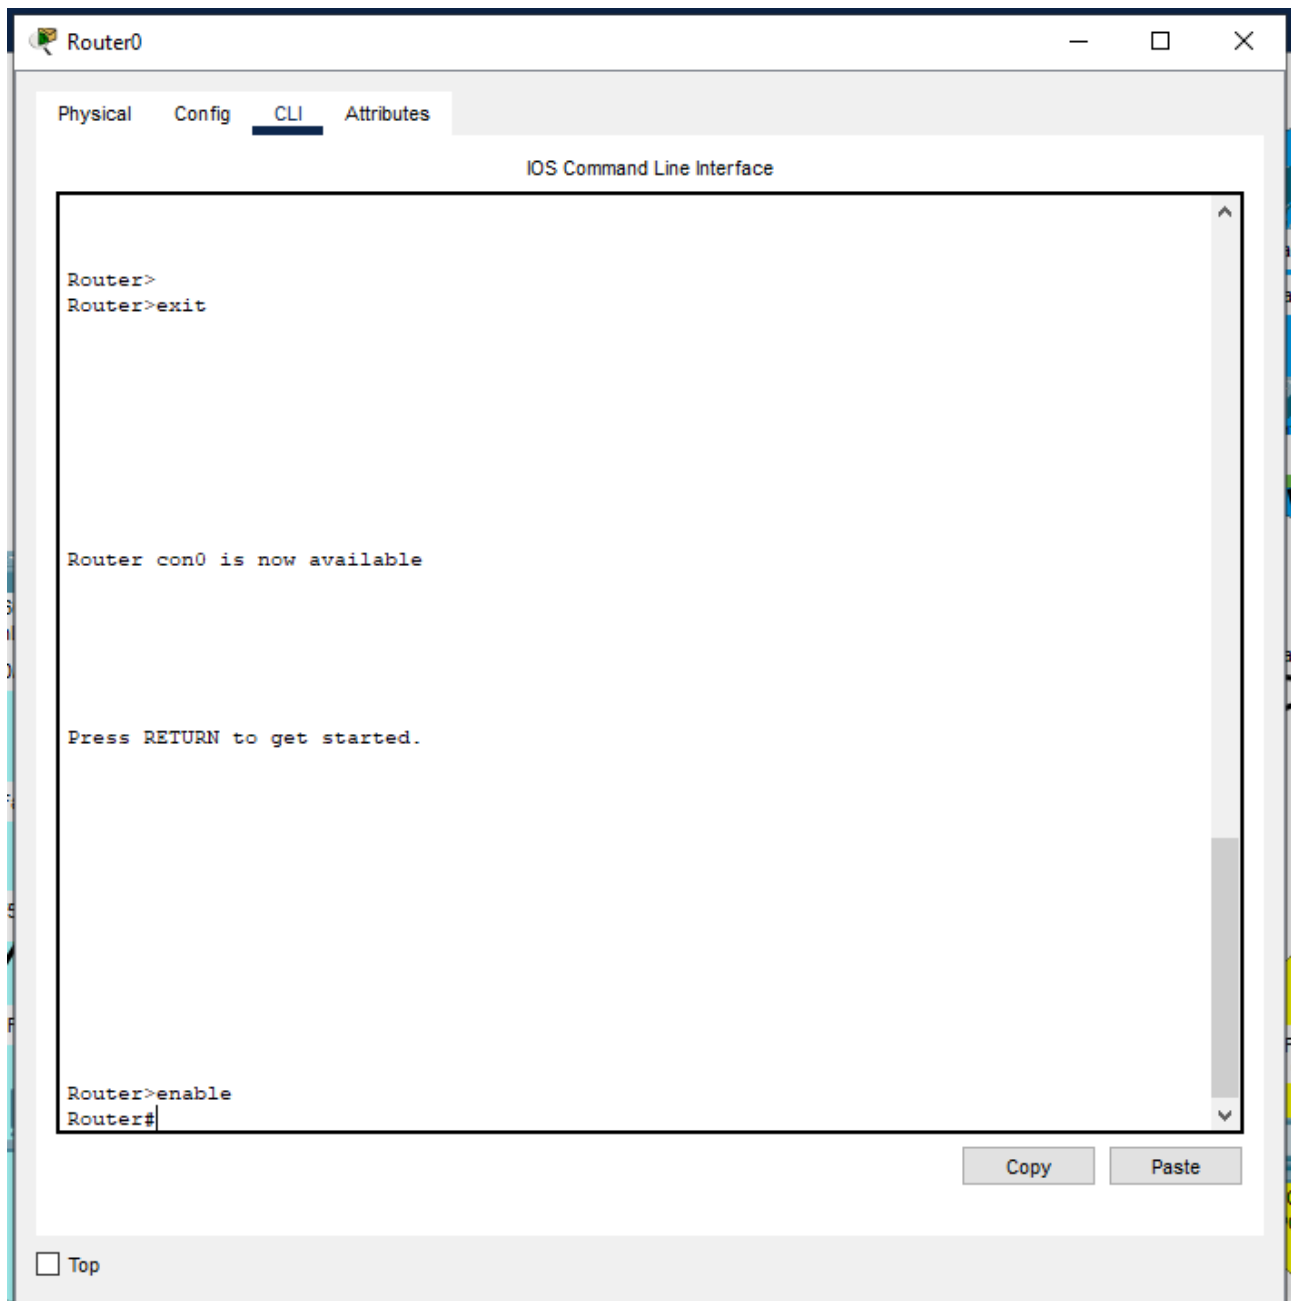 Router0
Physical Config CLI Attributes
IOS Command Line Interface
Router>
Router>exit
Router con0 is now available
Press RETURN to get started.
Router>enable
Router#
Copy Paste
Top